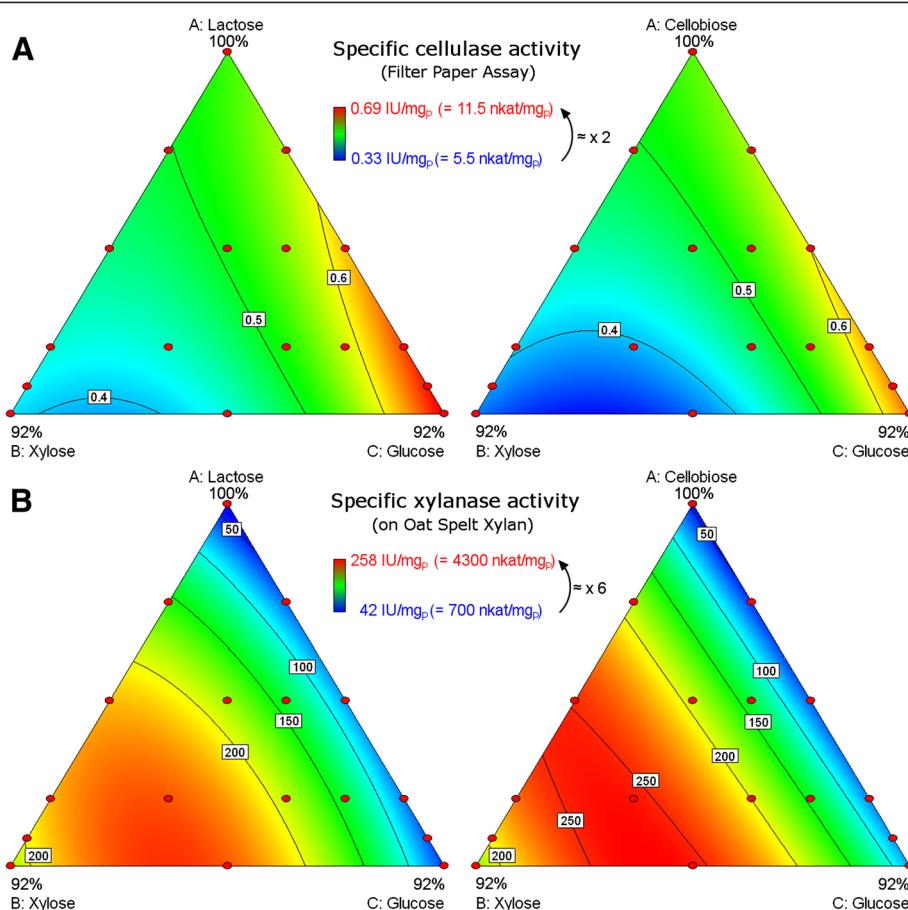 A
A: Lactose
100%
Specific cellulase activity
(Filter Paper Assay)
0.69 IU/mgP (= 11.5 nkat/mgP)
≈ x 2
0.33 IU/mgP (= 5.5 nkat/mgP)
A: Cellobiose
100%
0.6
0.5
0.4
92%
B: Xylose
92%
C: Glucose
0.5
0.6
0.4
92%
B: Xylose
92%
C: Glucose
B
A: Lactose
100%
Specific xylanase activity
(on Oat Spelt Xylan)
258 IU/mgP (= 4300 nkat/mgP)
≈ x 6
42 IU/mgP (= 700 nkat/mgP)
A: Cellobiose
100%
50
100
150
200
200
92%
B: Xylose
92%
C: Glucose
50
100
150
200
250
250
200
92%
B: Xylose
92%
C: Glucose